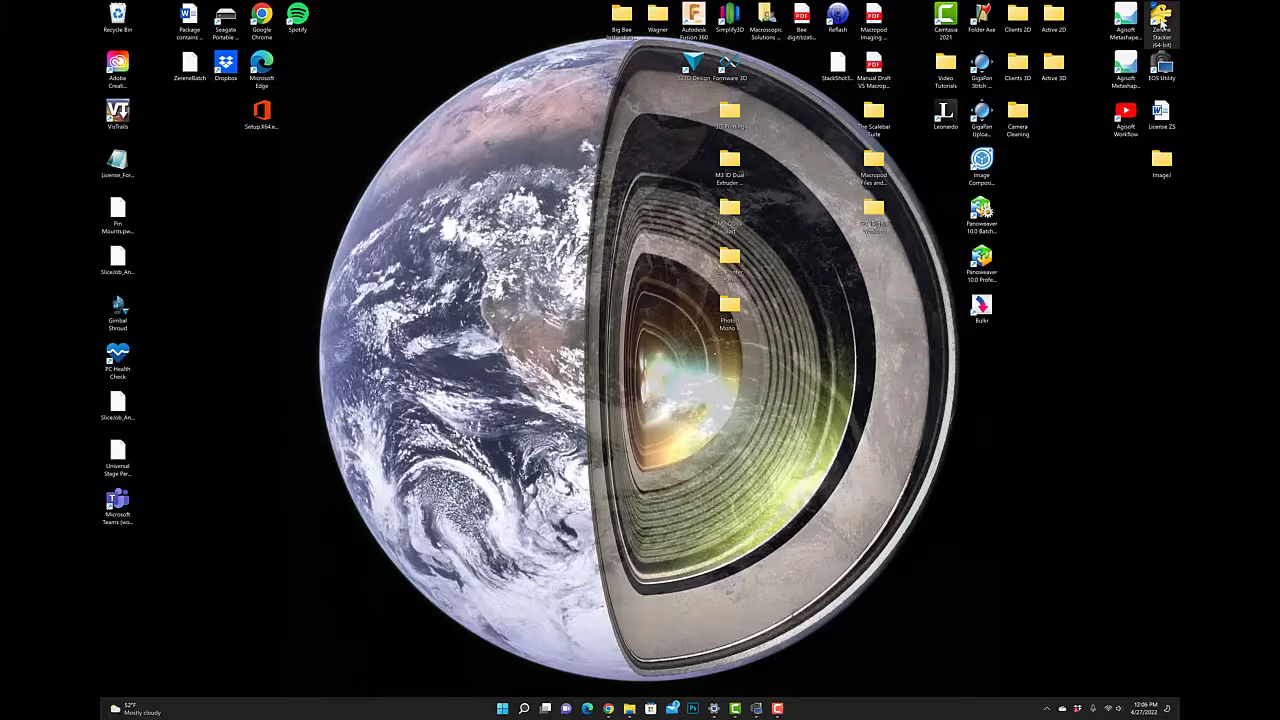 Recycle Bin
Package
contains ...
Seagate
Portable ...
Google
Chrome
Spotify
Big Bee
Wagner
Autodesk
Fusion 360
Simplify3D
Macroscopic
Solutions ...
Bee
digitizati...
Reflash
Macropod
Imaging ...
Camtasia
2021
Folder Axe
Clients 2D
Active 2D
Agisoft
Metashap...
Zerene
Stacker
(64-bit)
Adobe
Creati...
ZereneBatch
Dropbox
Microsoft
Edge
123D Design
Formware 3D
StackShot3...
Manual Draft
V5 Macrop...
Video
Tutorials
GigaPan
Stitch ...
Clients 3D
Active 3D
Agisoft
Metashap...
EOS Utility
VT
VisTrails
Setup.X64.e...
3D Printing
The Scalebar
Suite
L
Leonardo
GigaPan
Uploa...
Camera
Cleaning
Agisoft
Workflow
License ZS
License_For...
M3 ID Dual
Extruder ...
Macropod
Files and...
Image
Composi...
ImageJ
Pin
Mounts.pw...
Start
Panoweaver
10.0 Batch...
SliceJob_An...
Panoweaver
10.0 Profe...
Gimbal
Shroud
Photon
Mono X
Bulkr
PC Health
Check
SliceJob_An...
Universal
Stage Par...
Microsoft
Teams (wo...
52°F
Mostly cloudy
12:06 PM
4/27/2022